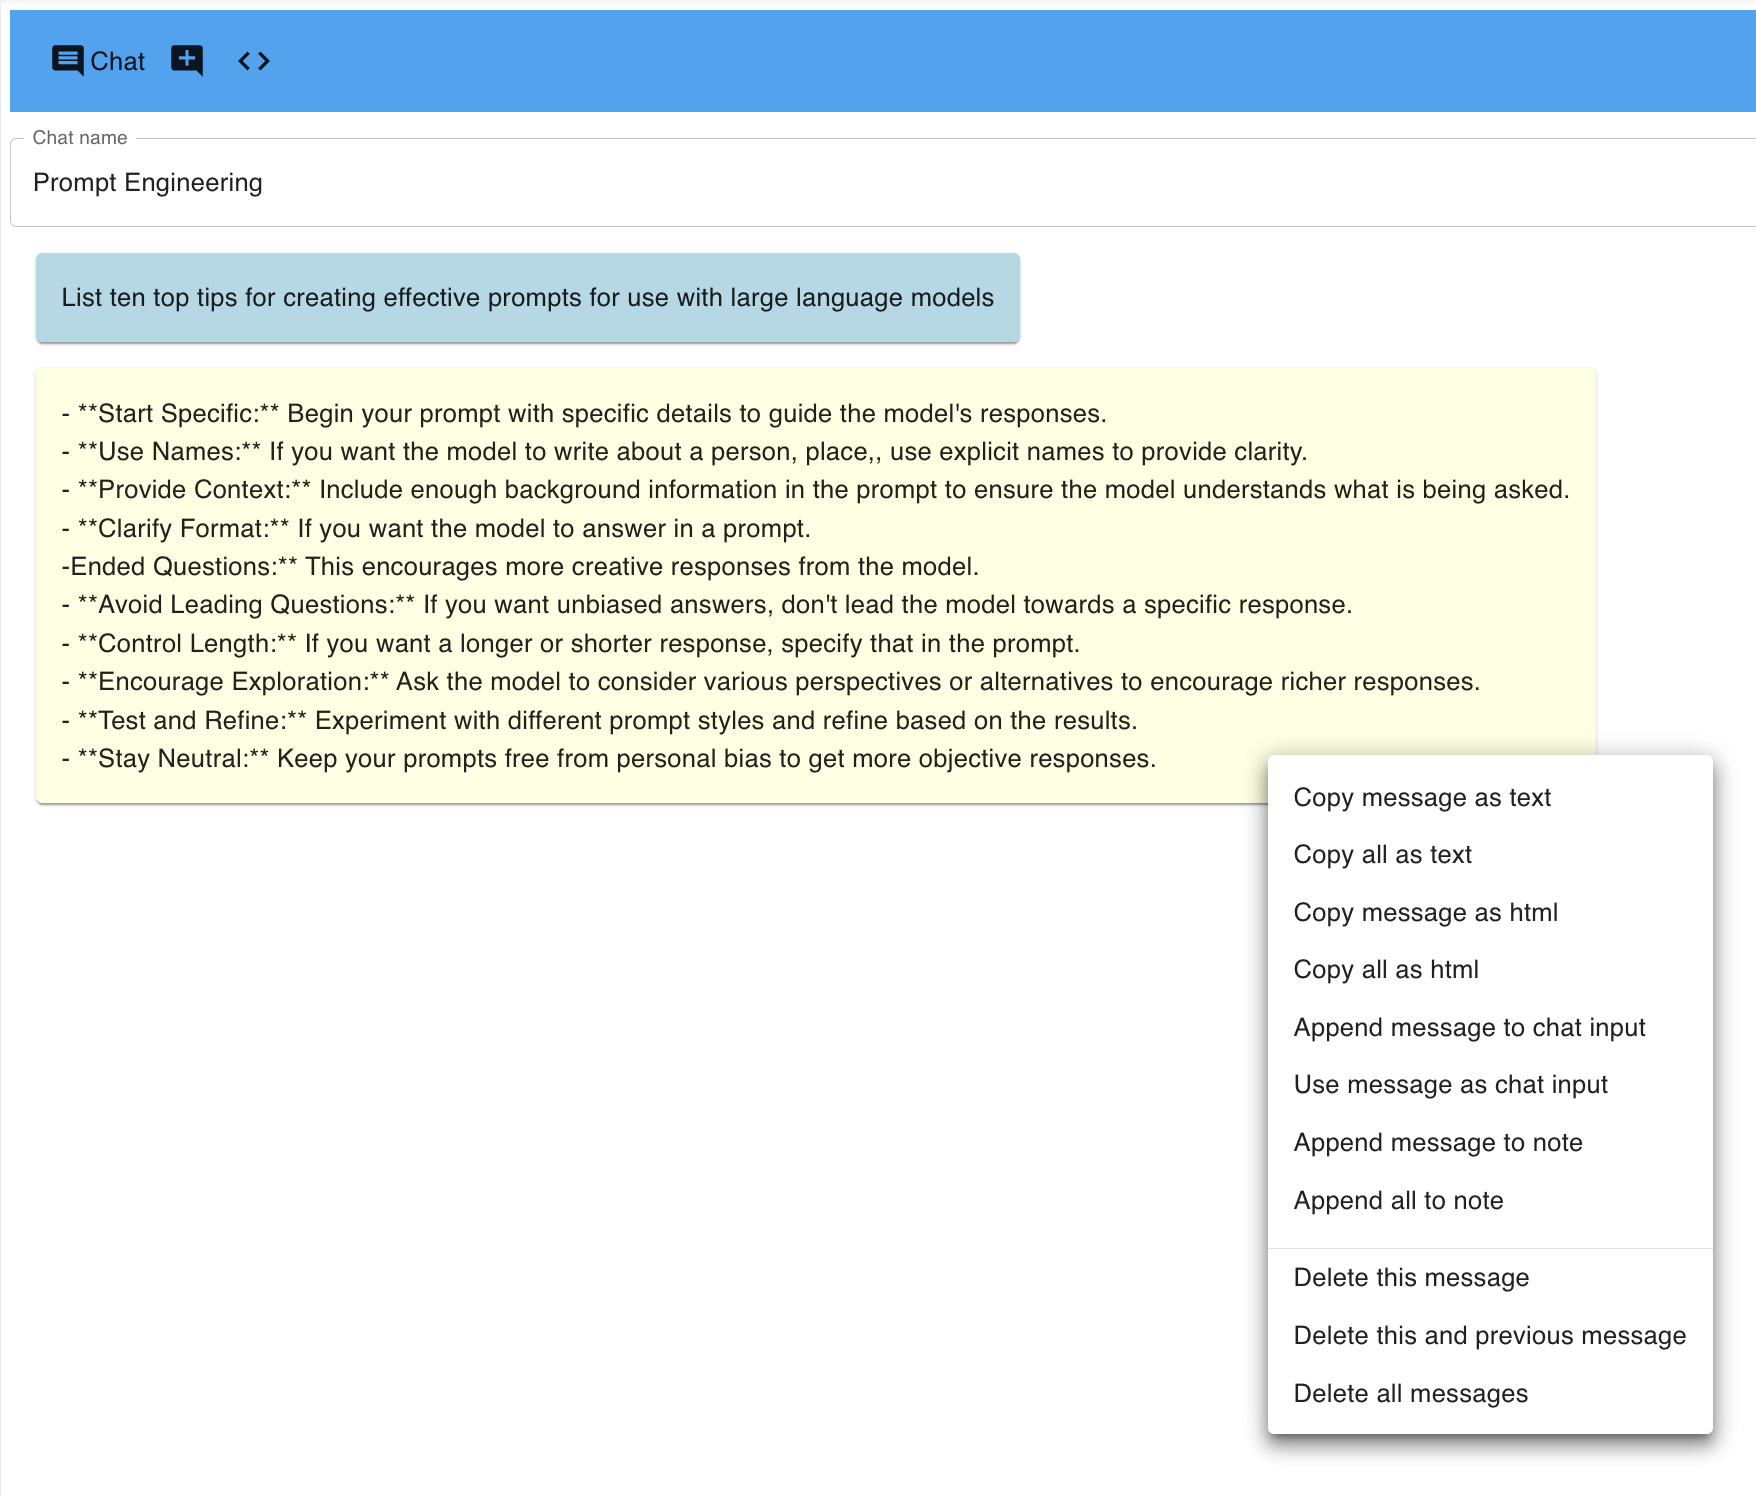 Chat
Chat name
Prompt Engineering
List ten top tips for creating effective prompts for use with large language models
- **Start Specific:** Begin your prompt with specific details to guide the model's responses.
- **Use Names:** If you want the model to write about a person, place,, use explicit names to provide clarity.
- **Provide Context:** Include enough background information in the prompt to ensure the model understands what is being asked.
- **Clarify Format:** If you want the model to answer in a prompt.
-Ended Questions:** This encourages more creative responses from the model.
- **Avoid Leading Questions:** If you want unbiased answers, don't lead the model towards a specific response.
- **Control Length:** If you want a longer or shorter response, specify that in the prompt.
- **Encourage Exploration:** Ask the model to consider various perspectives or alternatives to encourage richer responses.
- **Test and Refine:** Experiment with different prompt styles and refine based on the results.
- **Stay Neutral:** Keep your prompts free from personal bias to get more objective responses.
Copy message as text
Copy all as text
Copy message as html
Copy all as html
Append message to chat input
Use message as chat input
Append message to note
Append all to note
Delete this message
Delete this and previous message
Delete all messages